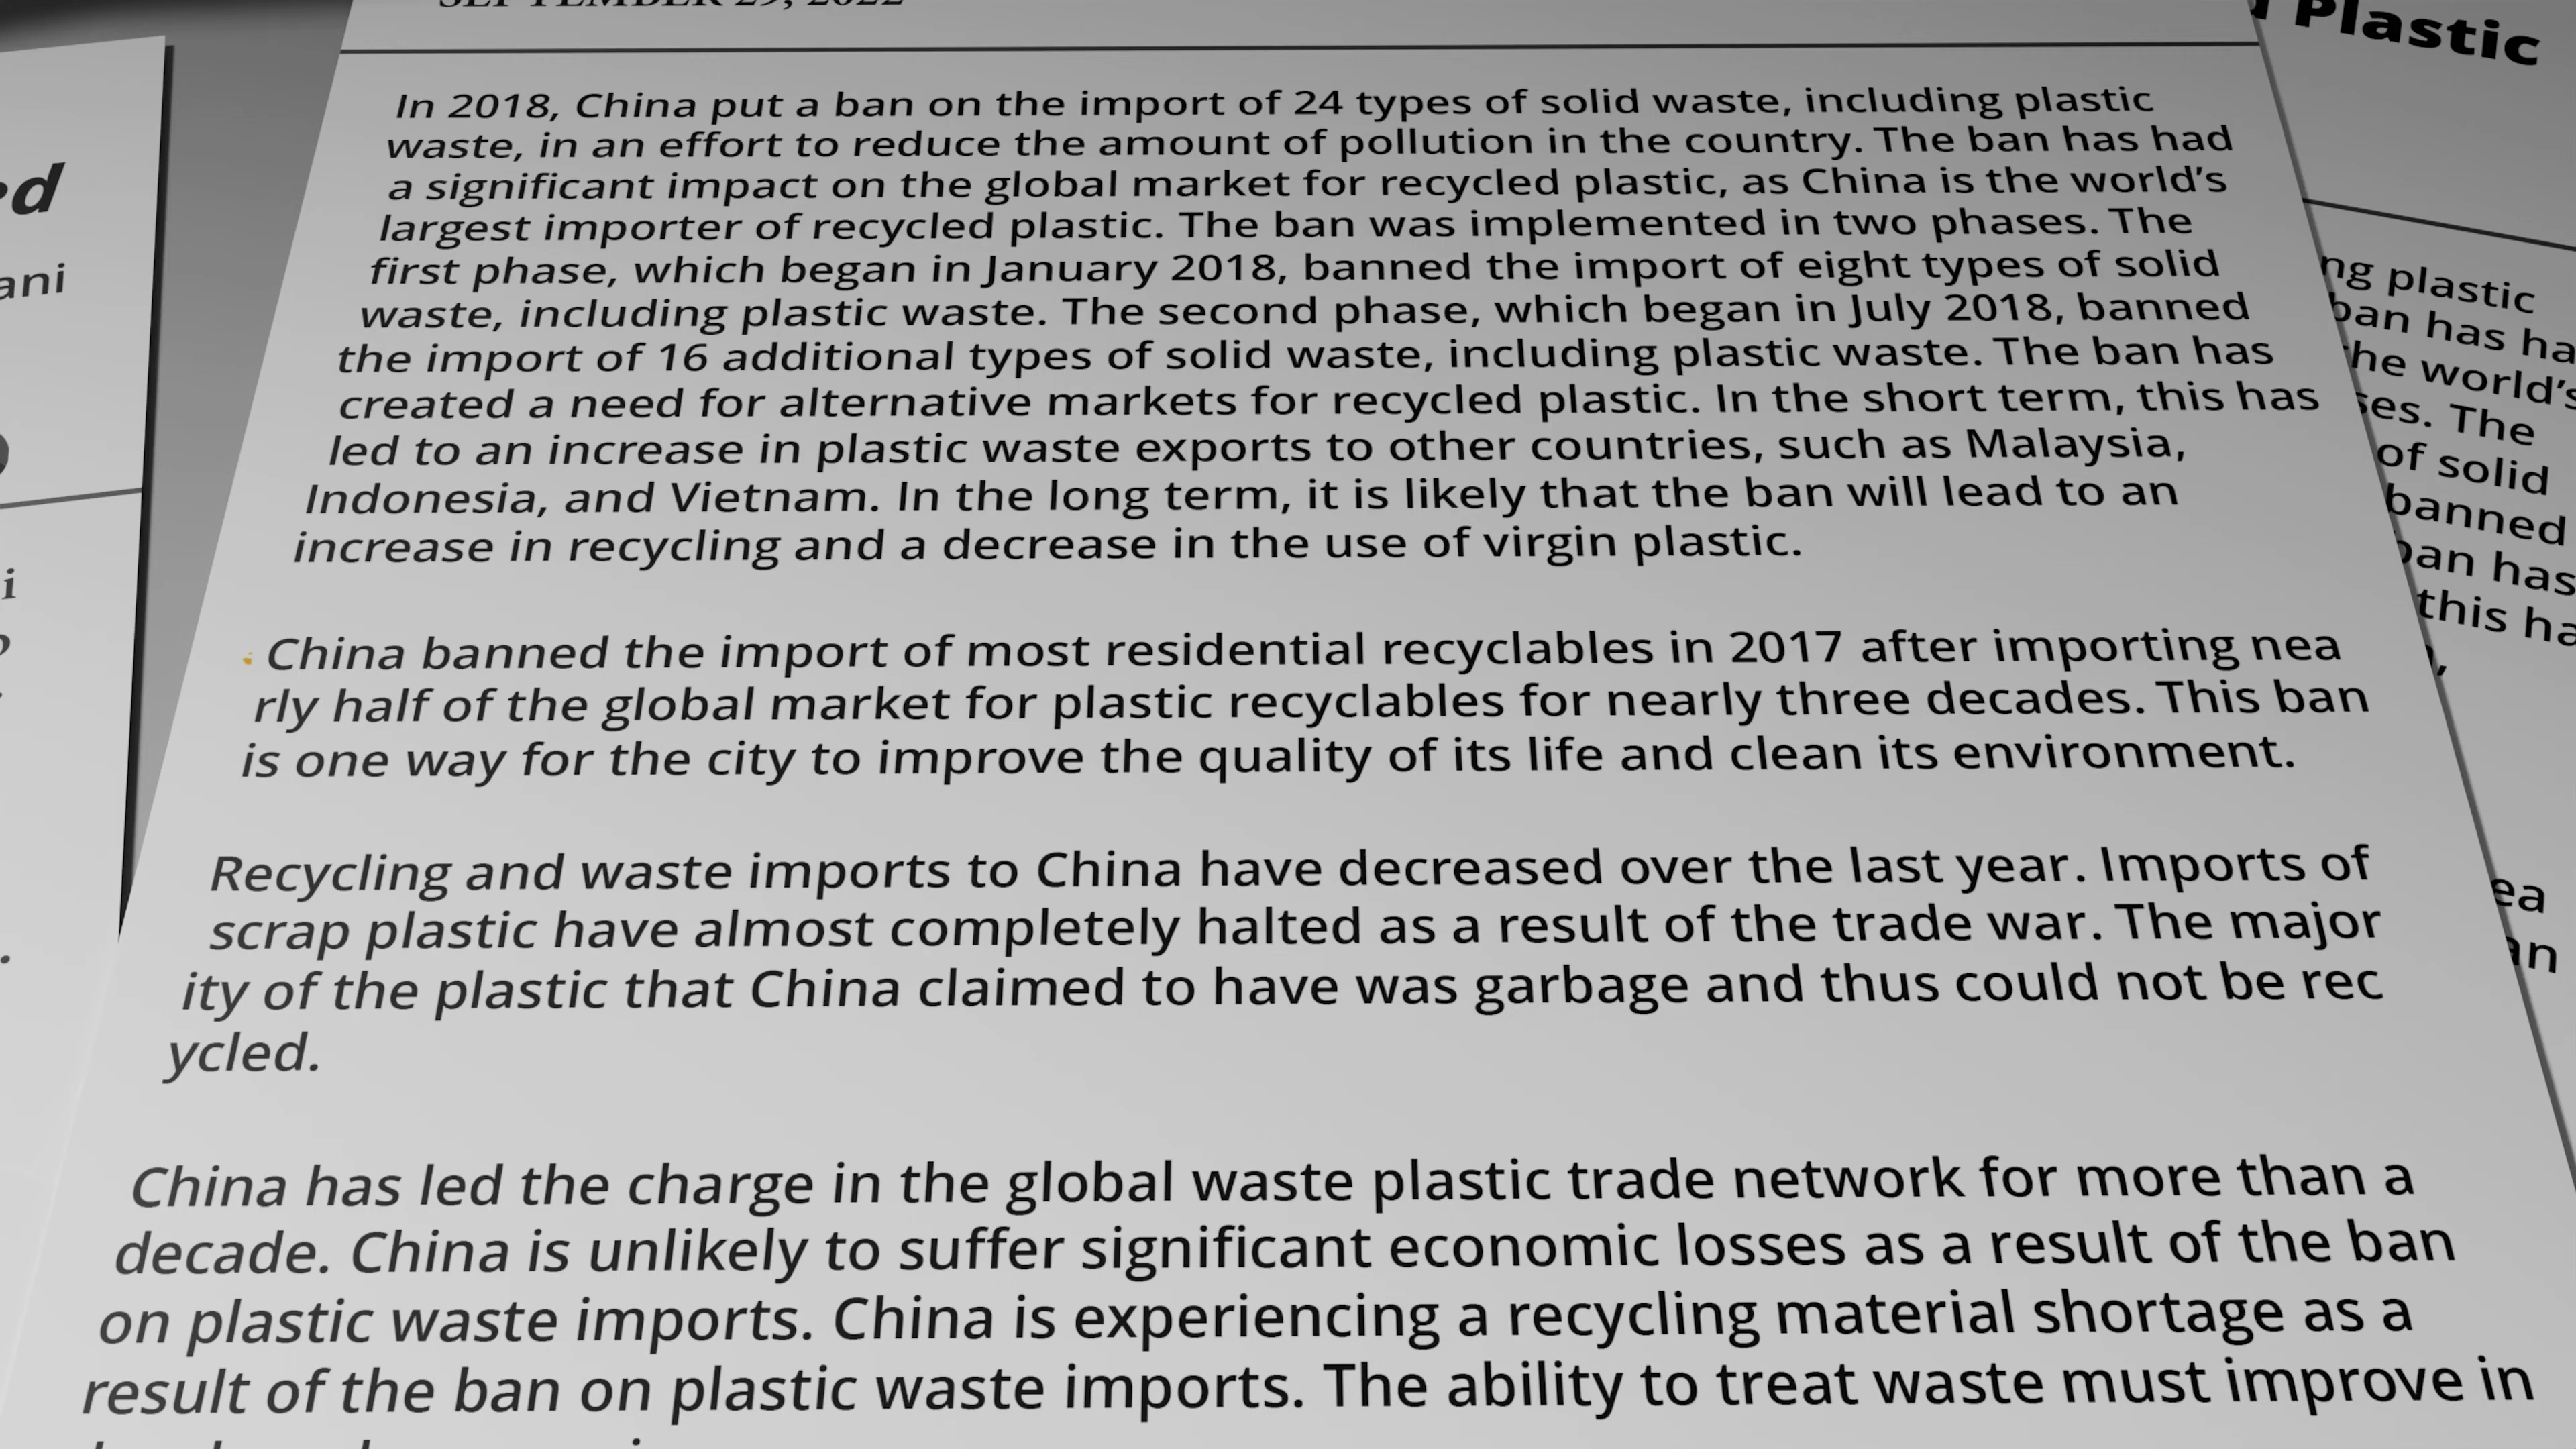 SEPTEMBER 29, 2022
In 2018, China put a ban on the import of 24 types of solid waste, including plastic
waste, in an effort to reduce the amount of pollution in the country. The ban has had
a significant impact on the global market for recycled plastic, as China is the world's
largest importer of recycled plastic. The ban was implemented in two phases. The
first phase, which began in January 2018, banned the import of eight types of solid
waste, including plastic waste. The second phase, which began in July 2018, banned
the import of 16 additional types of solid waste, including plastic waste. The ban has
created a need for alternative markets for recycled plastic. In the short term, this has
led to an increase in plastic waste exports to other countries, such as Malaysia,
Indonesia, and Vietnam. In the long term, it is likely that the ban will lead to an
increase in recycling and a decrease in the use of virgin plastic.
China banned the import of most residential recyclables in 2017 after importing nea
rly half of the global market for plastic recyclables for nearly three decades. This ban
is one way for the city to improve the quality of its life and clean its environment.
Recycling and waste imports to China have decreased over the last year. Imports of
scrap plastic have almost completely halted as a result of the trade war. The major
ity of the plastic that China claimed to have was garbage and thus could not be rec
ycled.
China has led the charge in the global waste plastic trade network for more than a
decade. China is unlikely to suffer significant economic losses as a result of the ban
on plastic waste imports. China is experiencing a recycling material shortage as a
result of the ban on plastic waste imports. The ability to treat waste must improve in
Plastic
ng plastic
ban has ha
the world's
ses. The
of solid
banned
ban has
this ha
ea
an
ed
ani